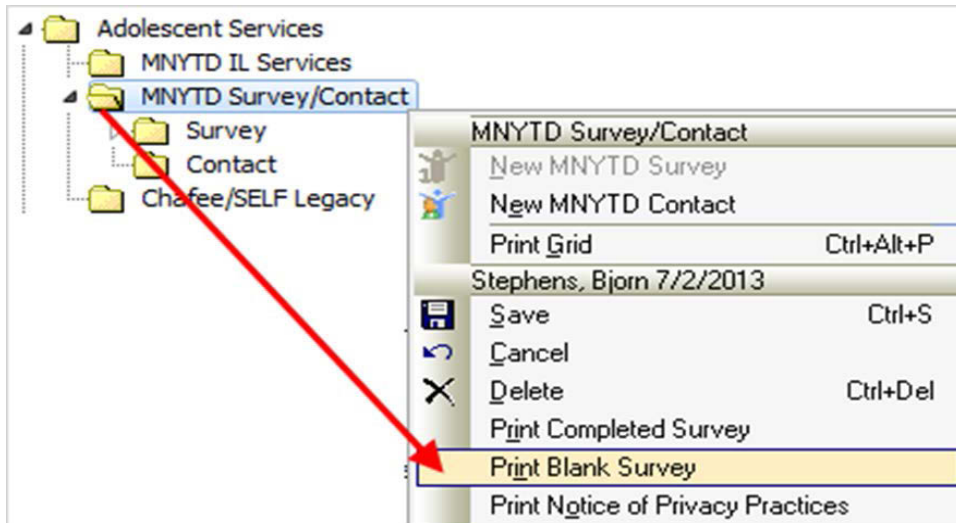 Adolescent Services
MNYTD IL Services
MNYTD Survey/Contact
Survey
Contact
Chafee/SELF Legacy
MNYTD Survey/Contact
New MNYTD Survey
New MNYTD Contact
Print Grid Ctrl+Alt+P
Stephens, Bjorn 7/2/2013
Save Ctrl+S
Cancel
Delete Ctrl+Del
Print Completed Survey
Print Blank Survey
Print Notice of Privacy Practices